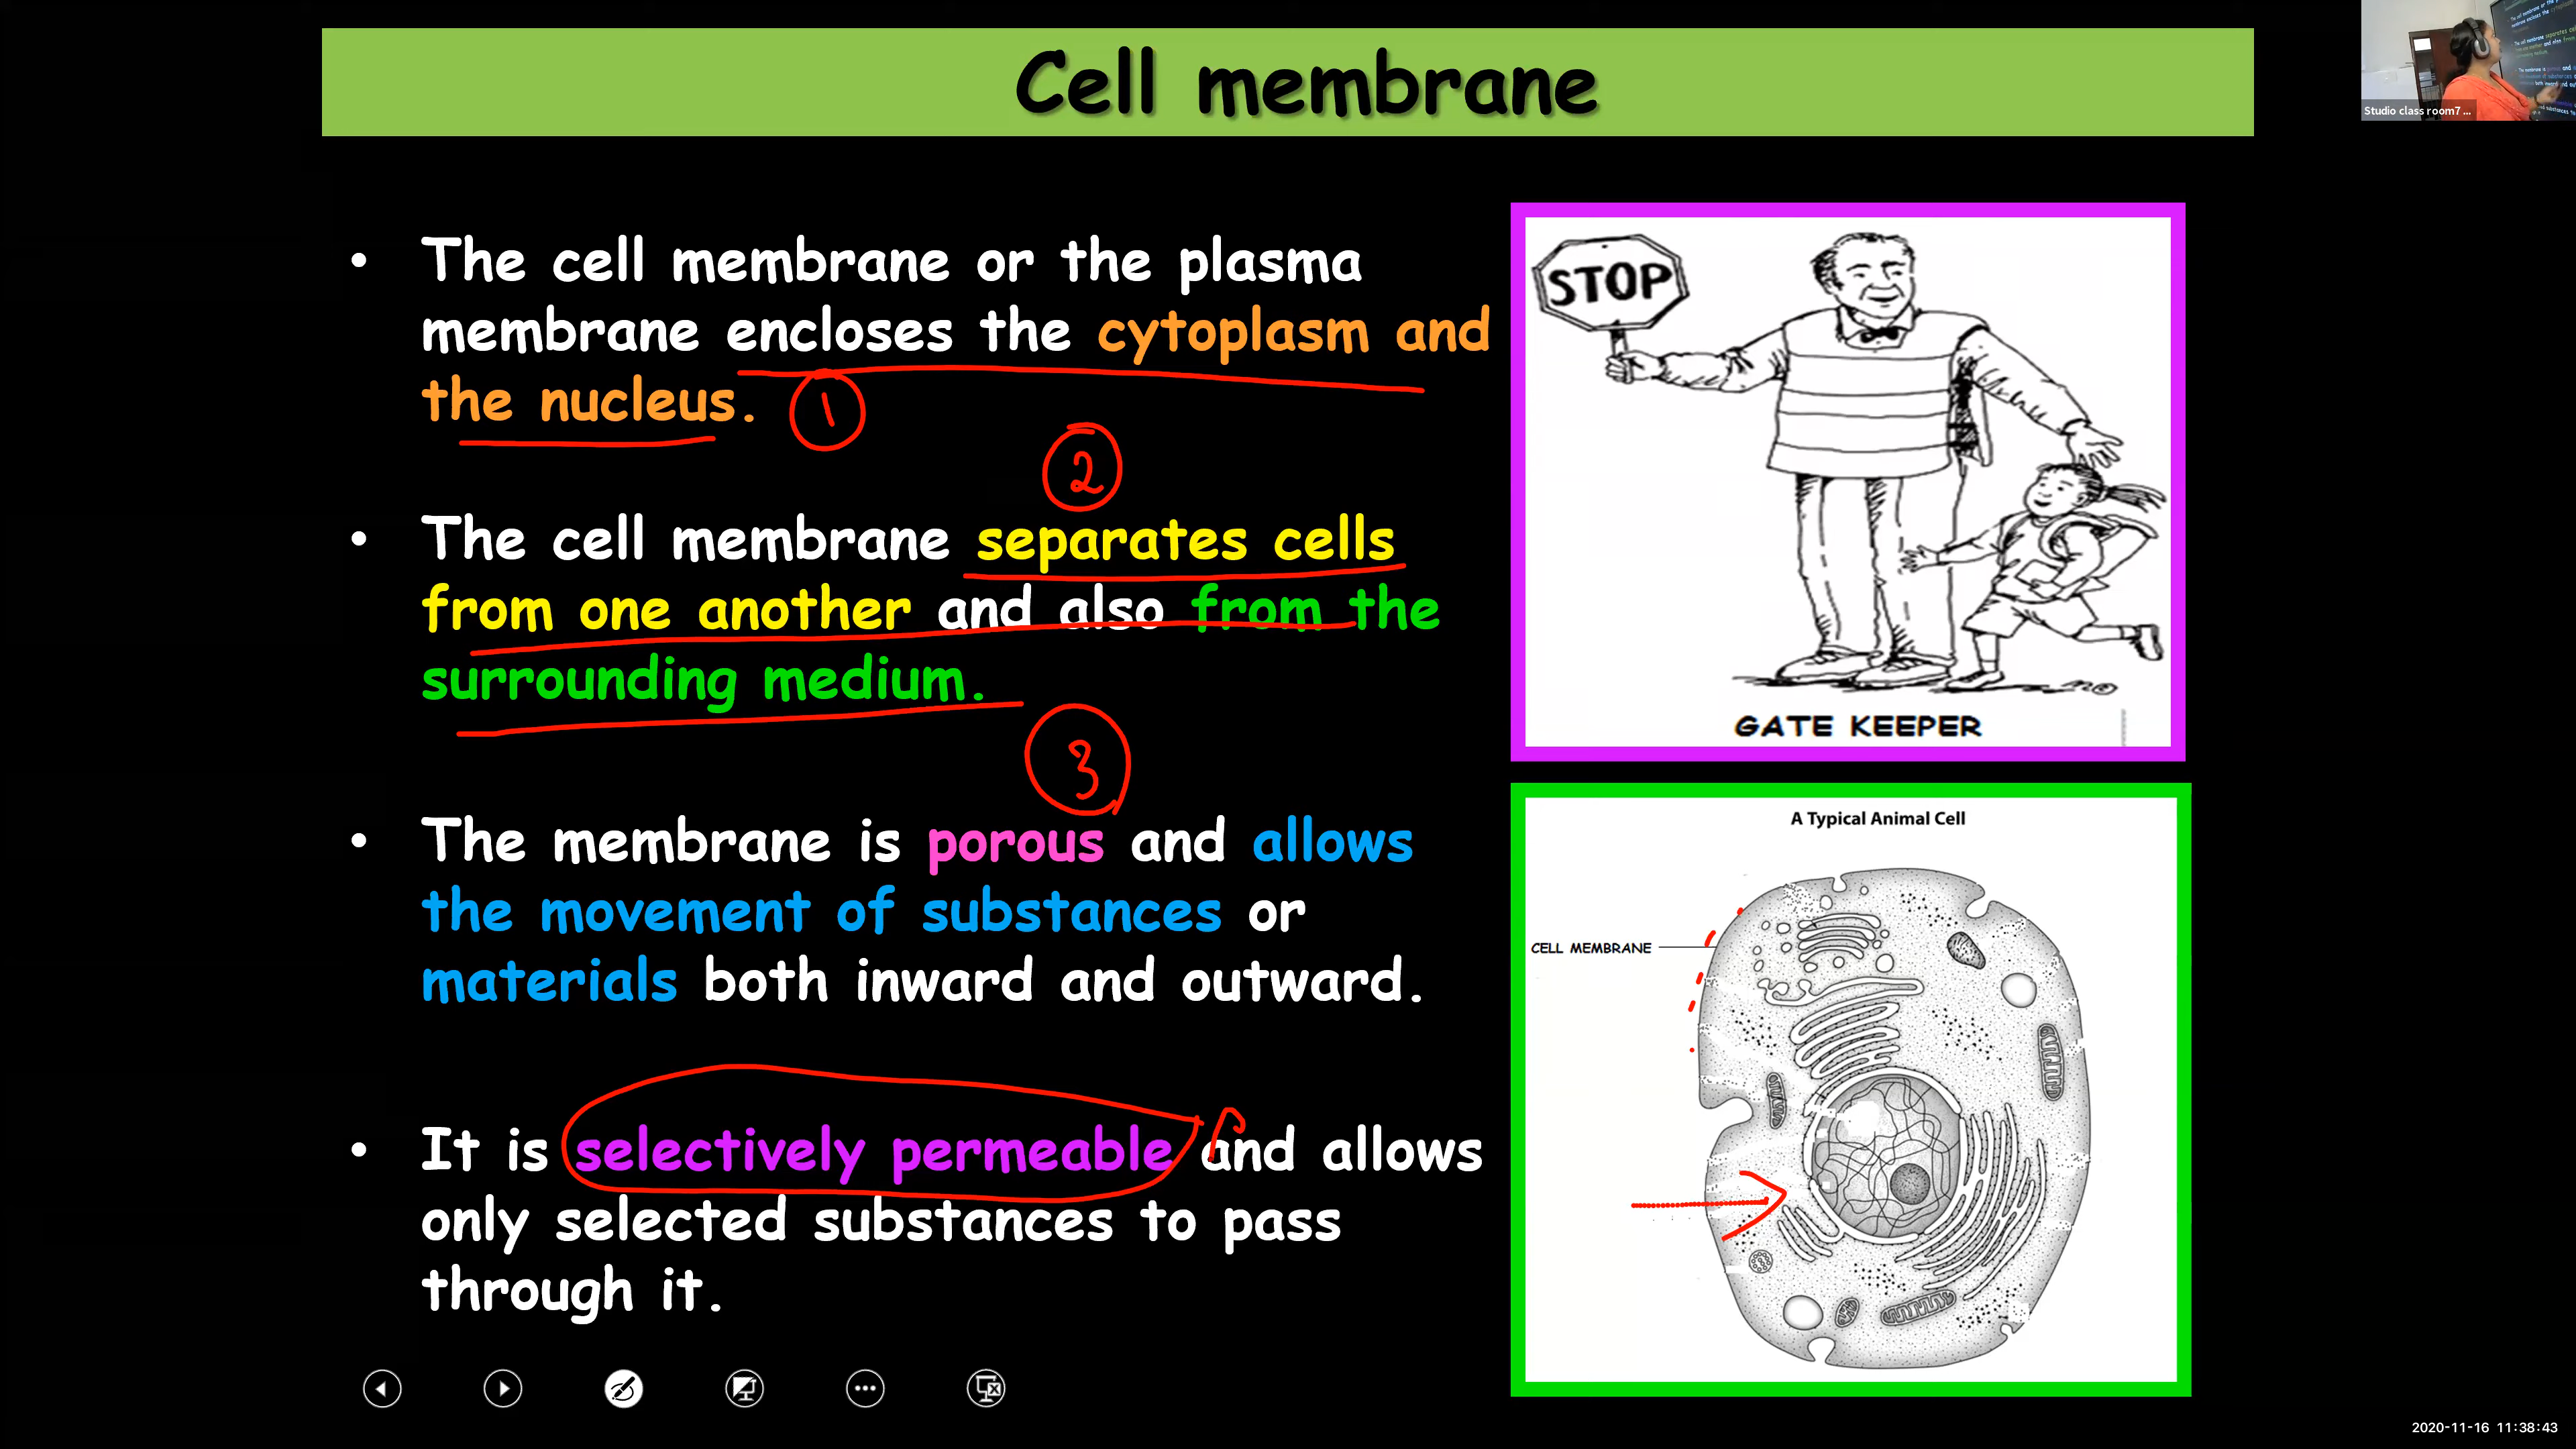 Cell membrane
Studio class room7 ...
• The cell membrane or the plasma
membrane encloses the cytoplasm and
the nucleus.
1
2
• The cell membrane separates cells
from one another and also from the
surrounding medium.
3
• The membrane is porous and allows
the movement of substances or
materials both inward and outward.
• It is selectively permeable and allows
only selected substances to pass
through it.
STOP
GATE KEEPER
A Typical Animal Cell
CELL MEMBRANE
2020-11-16 11:38:43